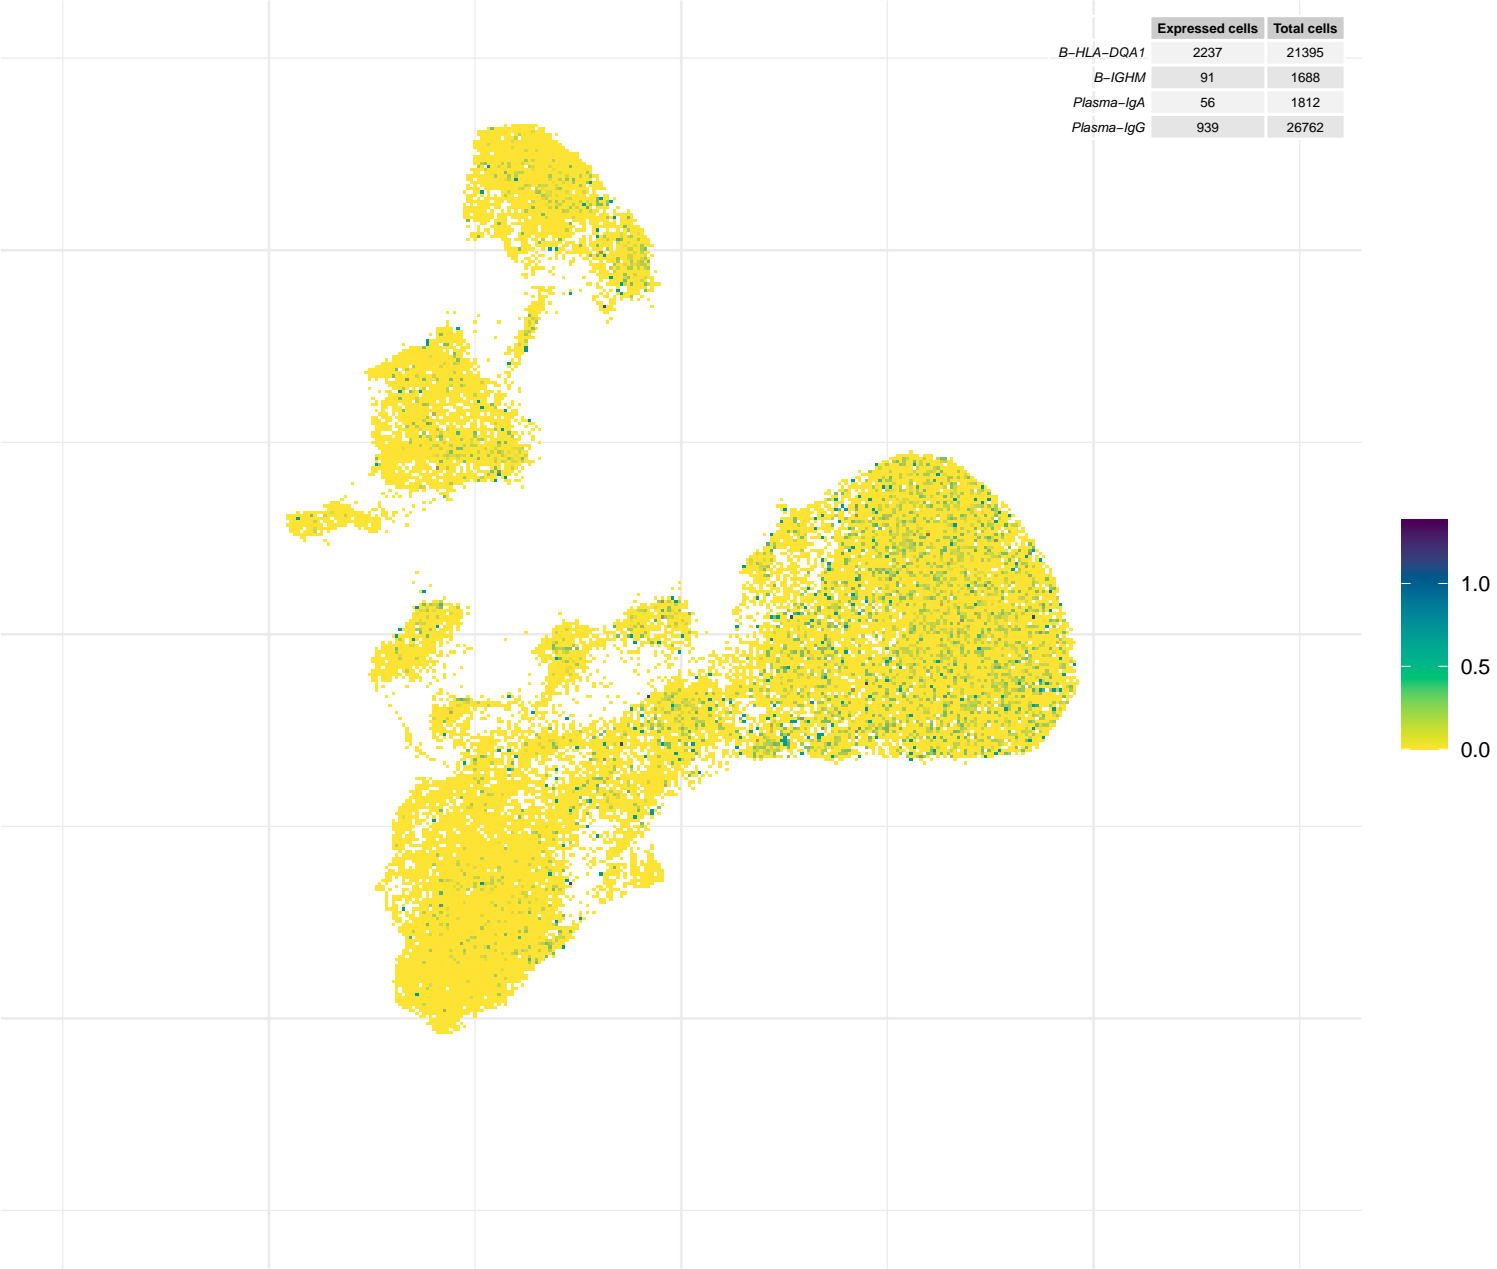 Expressed cells Total cells
B–HLA–DQA1 2237 21395
B–IGHM 91 1688
Plasma–IgA 56 1812
Plasma–IgG 939 26762
1.0
0.5
0.0